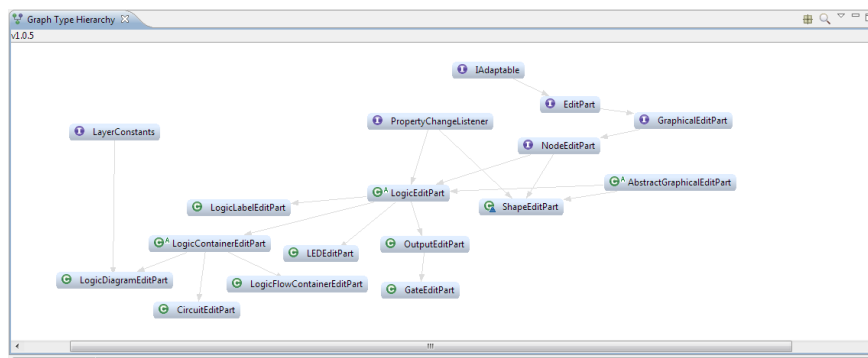 Graph Type Hierarchy
v1.0.5
IAdaptable
EditPart
PropertyChangeListener
GraphicalEditPart
LayerConstants
NodeEditPart
AbstractGraphicalEditPart
LogicEditPart
LogicLabelEditPart
ShapeEditPart
LogicContainerEditPart
OutputEditPart
LEDEditPart
LogicDiagramEditPart
LogicFlowContainerEditPart
GateEditPart
CircuitEditPart